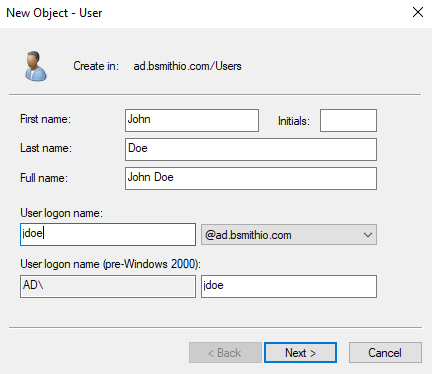 New Object - User
Create in: ad.bsmithio.com/Users
First name: John Initials:
Last name: Doe
Full name: John Doe
User logon name:
jdoe @ad.bsmithio.com
User logon name (pre-Windows 2000):
AD\ jdoe
< Back Next > Cancel